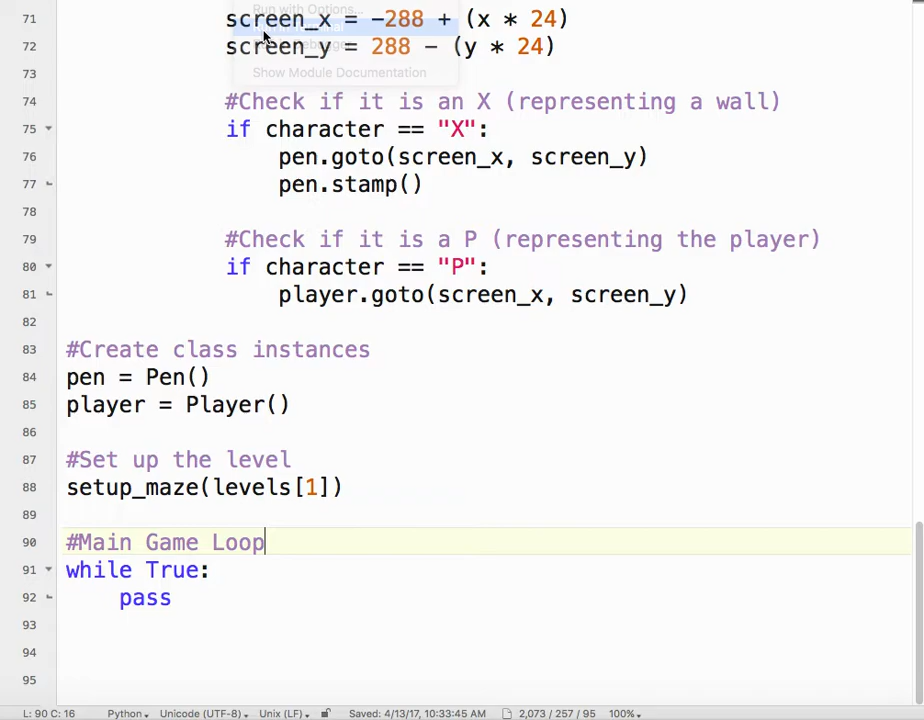 Run with Options...
71 screen_x = -288 + (x * 24)
72 screen_y = 288 - (y * 24)
73
Show Module Documentation
74 #Check if it is an X (representing a wall)
75 if character == "X":
76 pen.goto(screen_x, screen_y)
77 pen.stamp()
78
79 #Check if it is a P (representing the player)
80 if character == "P":
81 player.goto(screen_x, screen_y)
82
83 #Create class instances
84 pen = Pen()
85 player = Player()
86
87 #Set up the level
88 setup_maze(levels[1])
89
90 #Main Game Loop
91 while True:
92 pass
93
94
95
L: 90 C: 16 Python Unicode (UTF-8) Unix (LF) Saved: 4/13/17, 10:33:45 AM 2,073 / 257 / 95 100%